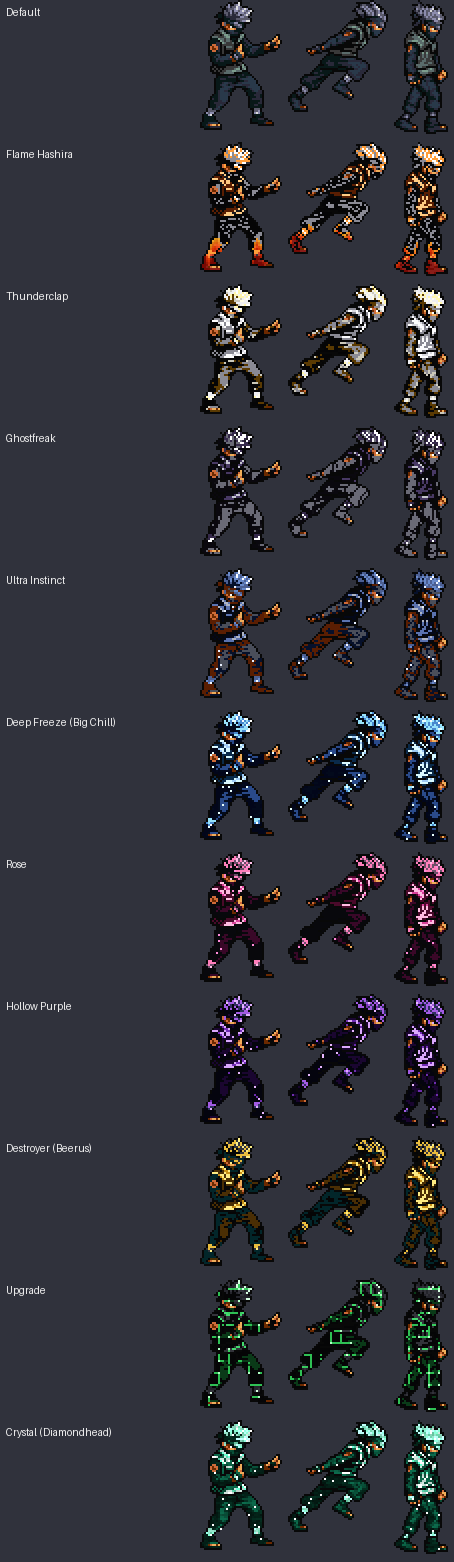 Default
Flame Hashira
Thunderclap
Ghostfreak
Ultra Instinct
Deep Freeze (Big Chill)
Rose
Hollow Purple
Destroyer (Beerus)
Upgrade
Crystal (Diamondhead)